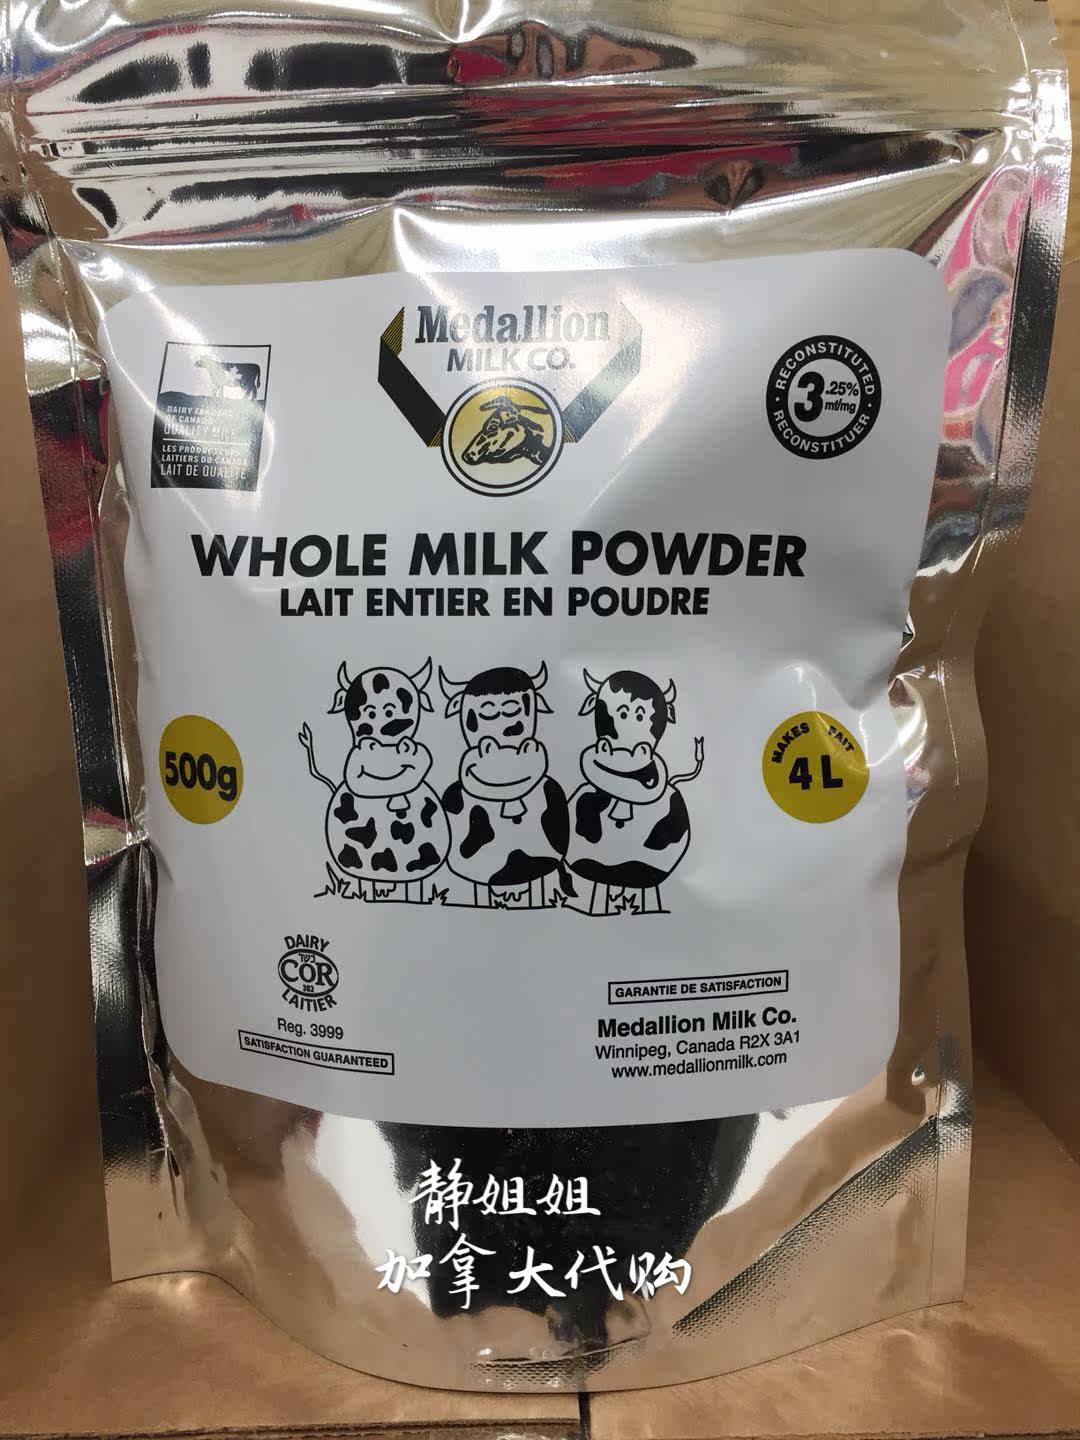 Medallion
MILK CO.
DAIRY FARMERS
OF CANADA
QUALITY MILK
LES PRODUCTEURS
LAITIERS DU CANADA
LAIT DE QUALITÉ
RECONSTITUTED
3.25%
mf/mg
RECONSTITUER
WHOLE MILK POWDER
LAIT ENTIER EN POUDRE
500g
MAKES FAIT
4 L
DAIRY
כשר
COR
382
LAITIER
Reg. 3999
SATISFACTION GUARANTEED
GARANTIE DE SATISFACTION
Medallion Milk Co.
Winnipeg, Canada R2X 3A1
www.medallionmilk.com
静姐姐
加拿大代购